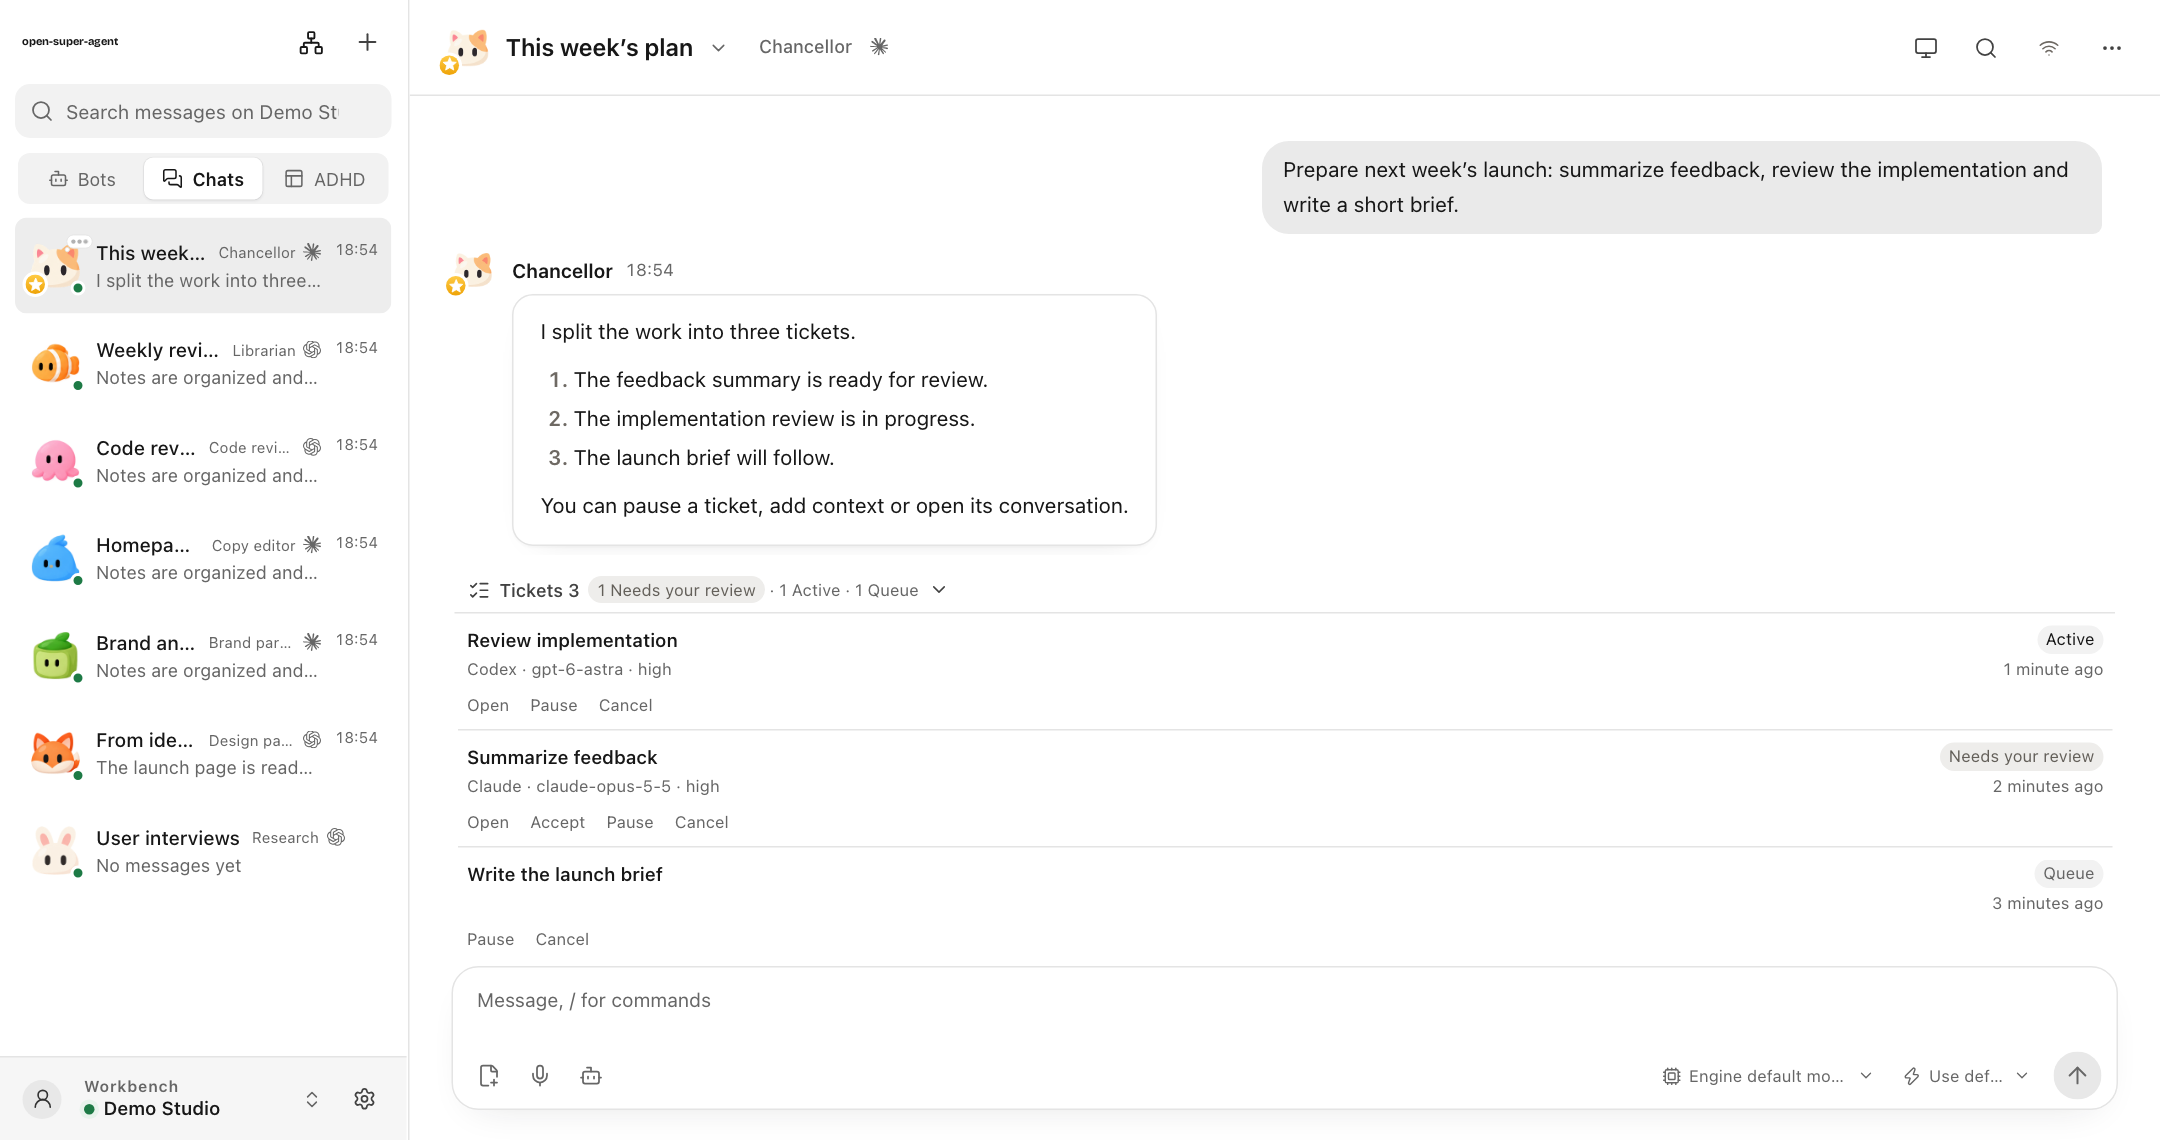 open-super-agent
Search messages on Demo St
Bots
Chats
ADHD
This week...
Chancellor
18:54
I split the work into three...
Weekly revi...
Librarian
18:54
Notes are organized and...
Code rev...
Code revi...
18:54
Notes are organized and...
Homepa...
Copy editor
18:54
Notes are organized and...
Brand an...
Brand par...
18:54
Notes are organized and...
From ide...
Design pa...
18:54
The launch page is read...
User interviews
Research
No messages yet
Workbench
Demo Studio
This week’s plan
Chancellor
Prepare next week’s launch: summarize feedback, review the implementation and
write a short brief.
Chancellor 18:54
I split the work into three tickets.
1. The feedback summary is ready for review.
2. The implementation review is in progress.
3. The launch brief will follow.
You can pause a ticket, add context or open its conversation.
Tickets 3 1 Needs your review · 1 Active · 1 Queue
Review implementation
Active
Codex · gpt-6-astra · high
1 minute ago
Open Pause Cancel
Summarize feedback
Needs your review
Claude · claude-opus-5-5 · high
2 minutes ago
Open Accept Pause Cancel
Write the launch brief
Queue
3 minutes ago
Pause Cancel
Message, / for commands
Engine default mo...
Use def...